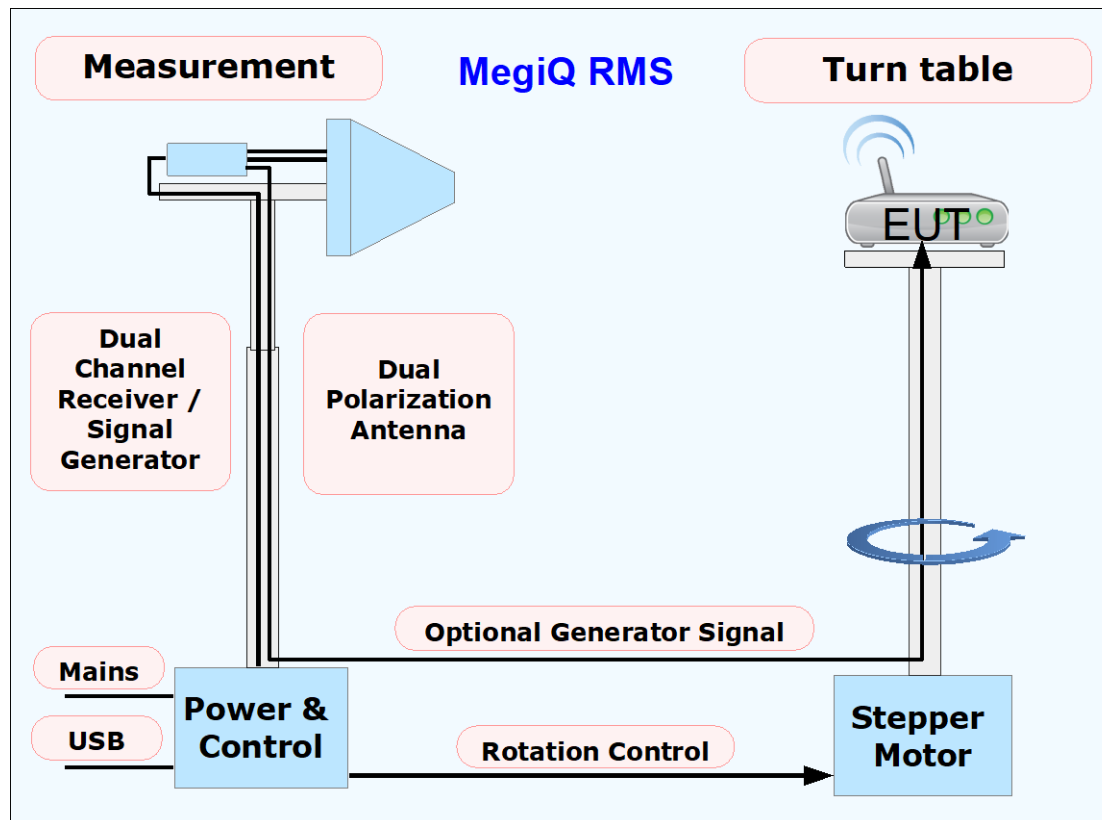 Measurement
MegiQ RMS
Turn table
EUT
Dual
Channel
Receiver /
Signal
Generator
Dual
Polarization
Antenna
Optional Generator Signal
Mains
USB
Power &
Control
Rotation Control
Stepper
Motor